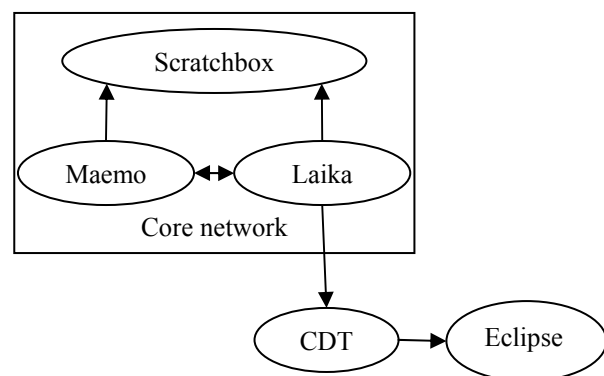 Scratchbox
Maemo
Laika
Core network
CDT
Eclipse